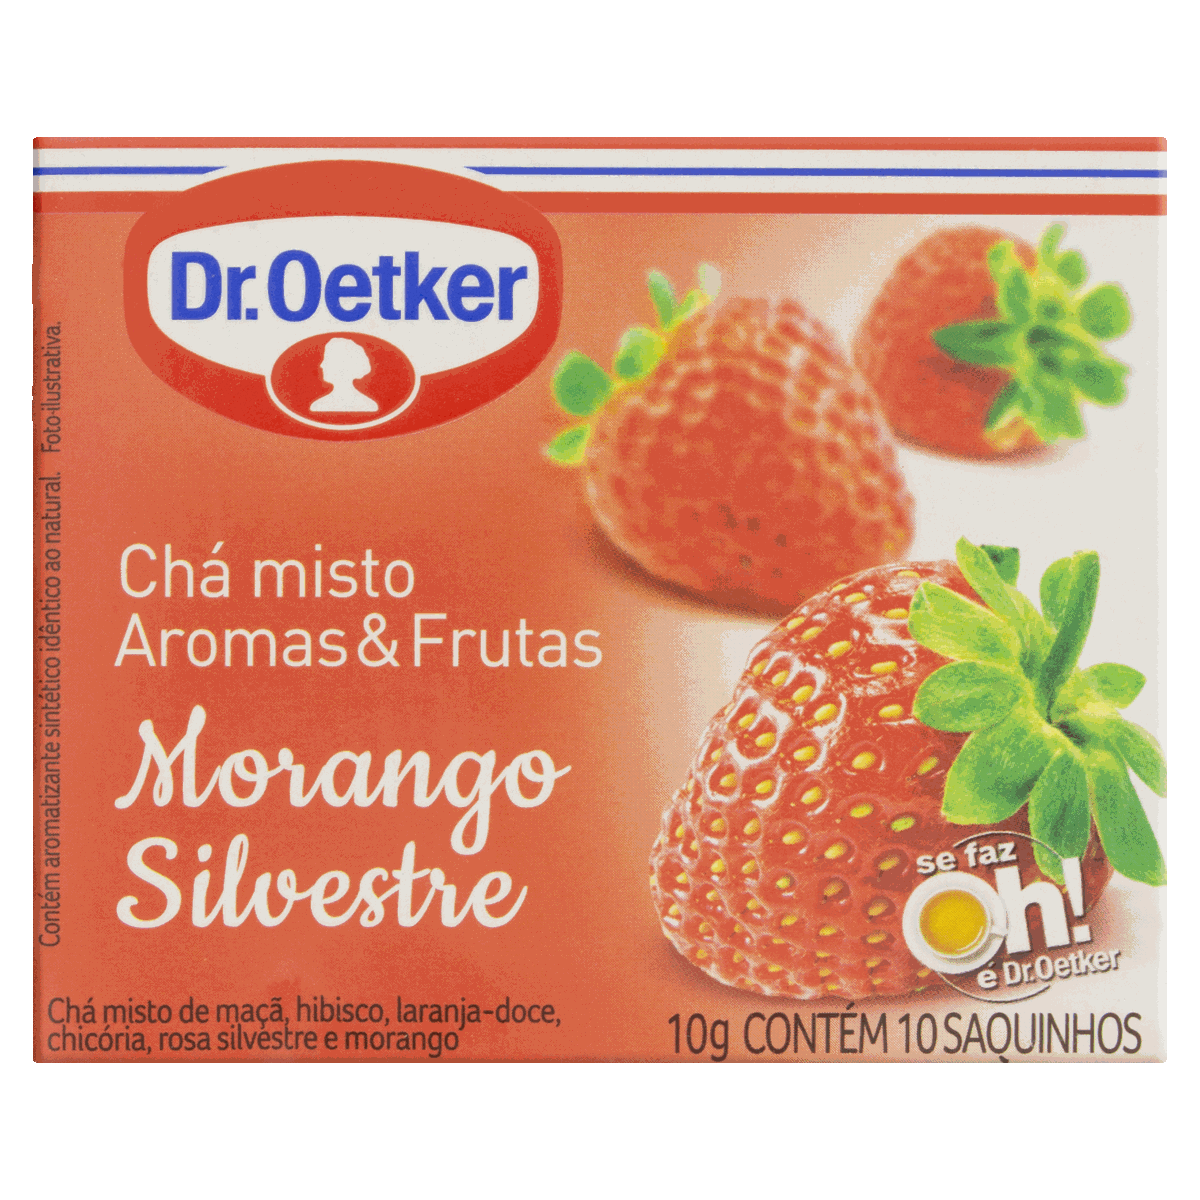 Dr.Oetker
Chá misto
Aromas&Frutas
Morango
Silvestre
se faz
Oh!
é Dr.Oetker
Chá misto de maçã, hibisco, laranja-doce,
chicória, rosa silvestre e morango
10g CONTÉM 10 SAQUINHOS
Contém aromatizante sintético idêntico ao natural. Foto-ilustrativa.